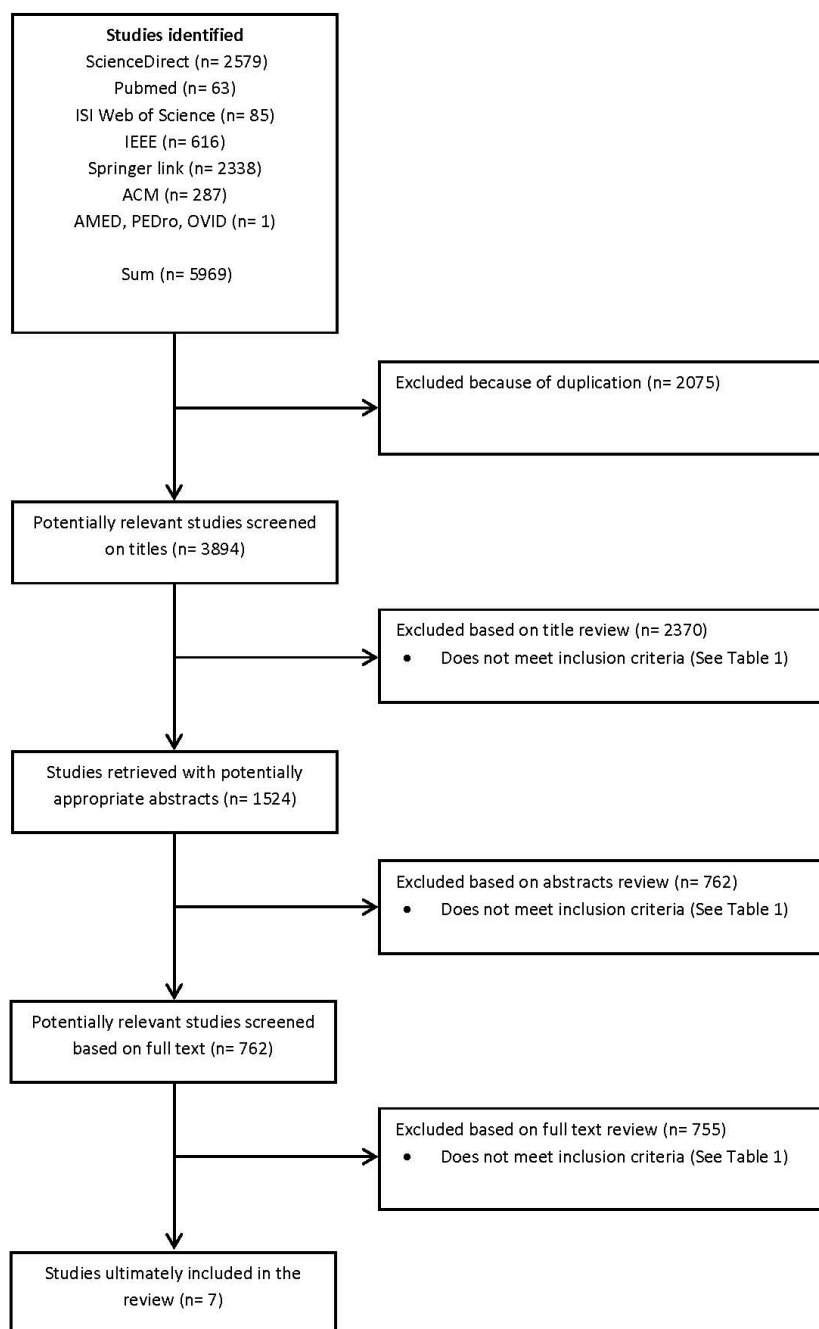 Studies identified
ScienceDirect (n= 2579)
Pubmed (n= 63)
ISI Web of Science (n= 85)
IEEE (n= 616)
Springer link (n= 2338)
ACM (n= 287)
AMED, PEDro, OVID (n= 1)
Sum (n= 5969)
Excluded because of duplication (n= 2075)
Potentially relevant studies screened
on titles (n= 3894)
Excluded based on title review (n= 2370)
• Does not meet inclusion criteria (See Table 1)
Studies retrieved with potentially
appropriate abstracts (n= 1524)
Excluded based on abstracts review (n= 762)
• Does not meet inclusion criteria (See Table 1)
Potentially relevant studies screened
based on full text (n= 762)
Excluded based on full text review (n= 755)
• Does not meet inclusion criteria (See Table 1)
Studies ultimately included in the
review (n= 7)